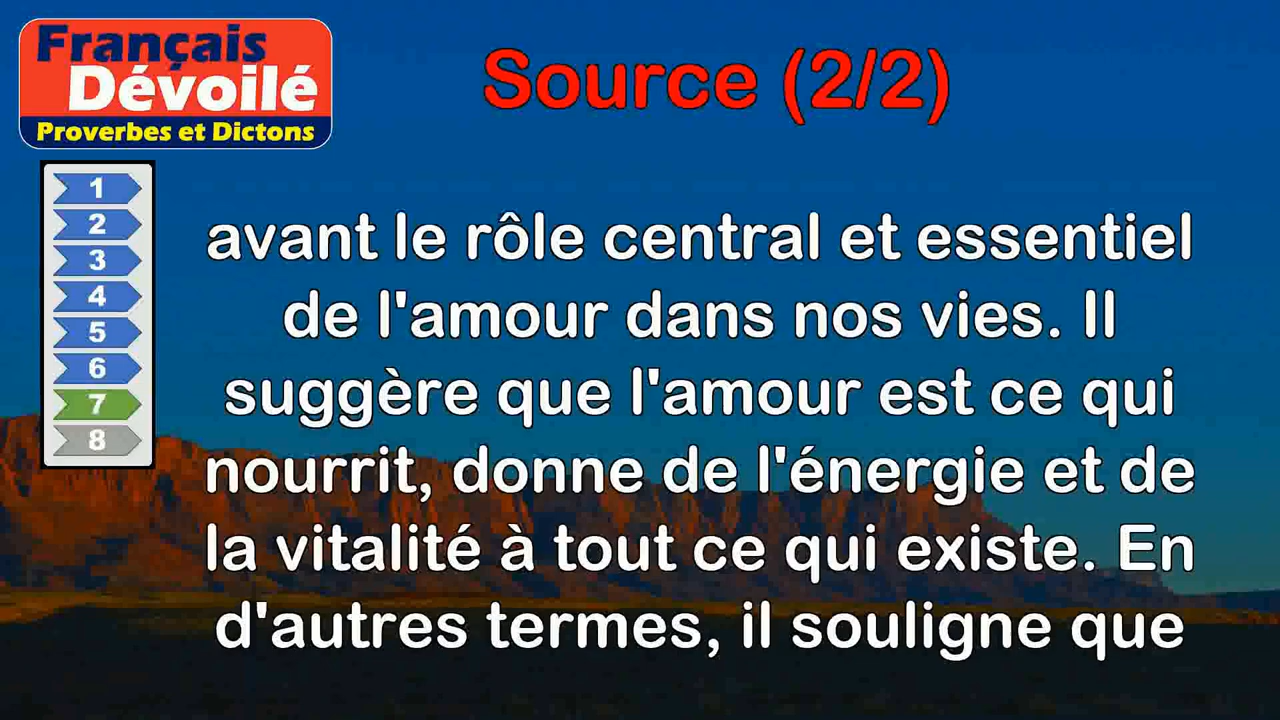 Français
Dévoilé
Proverbes et Dictons
Source (2/2)
1
2
3
4
5
6
7
8
avant le rôle central et essentiel
de l'amour dans nos vies. Il
suggère que l'amour est ce qui
nourrit, donne de l'énergie et de
la vitalité à tout ce qui existe. En
d'autres termes, il souligne que